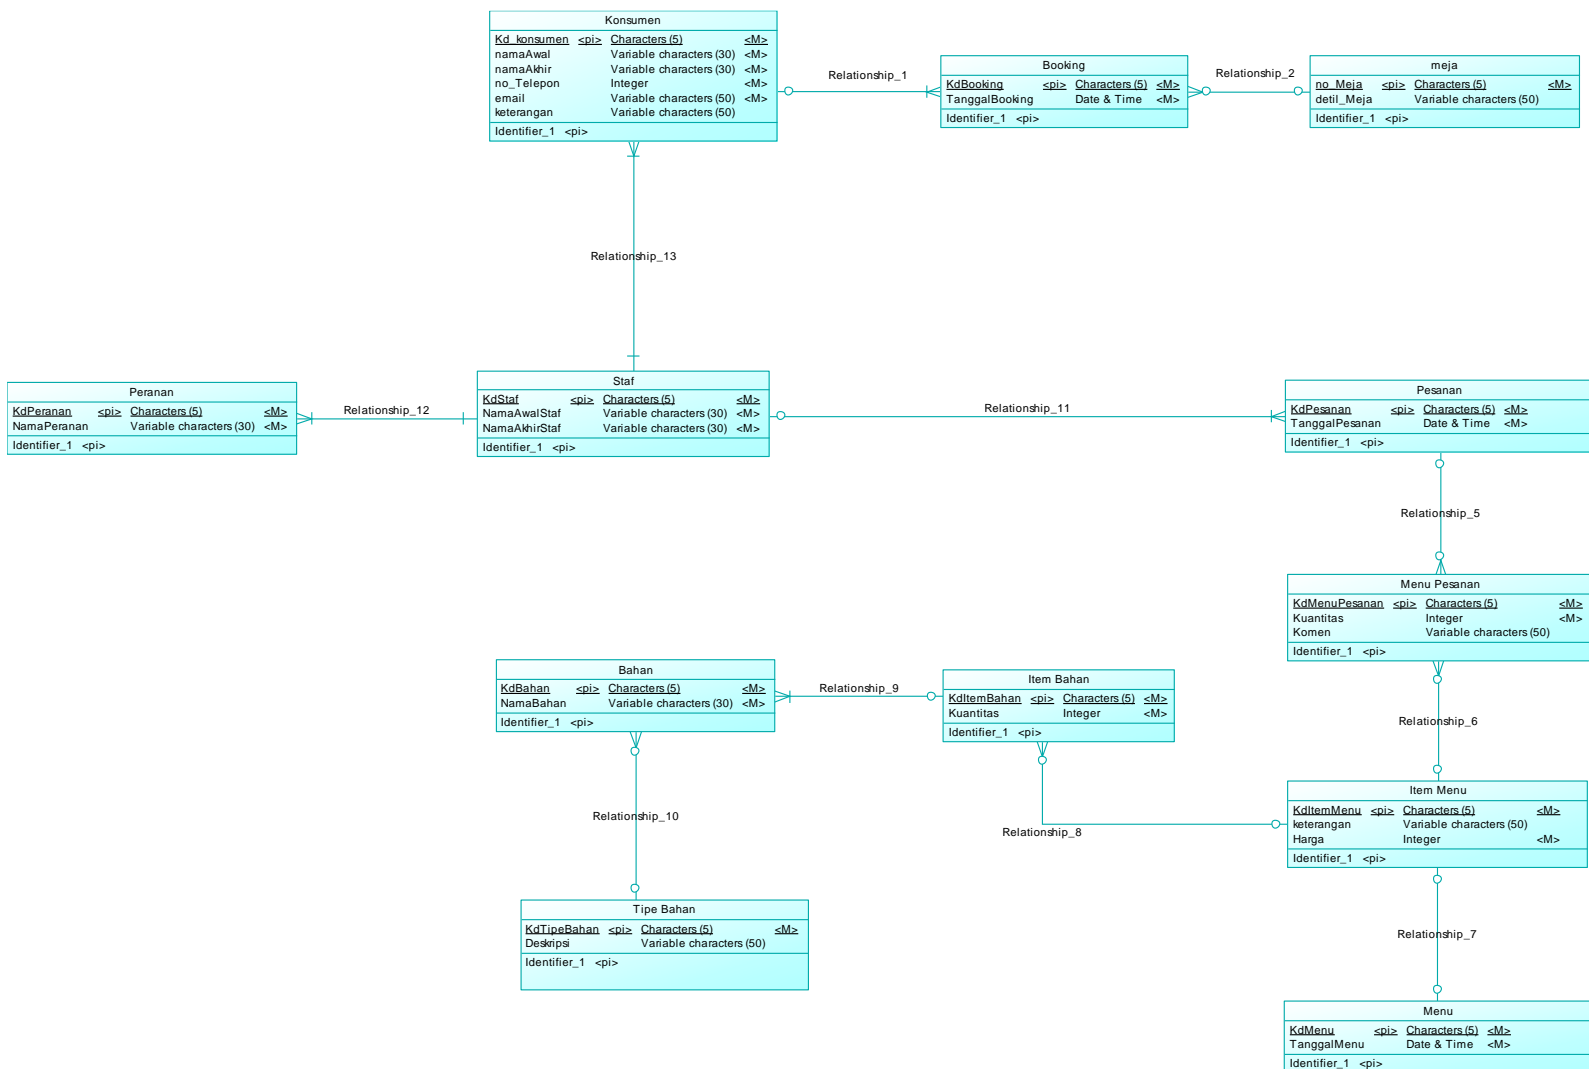 Konsumen
Kd_konsumen <pi> Characters (5) <M>
namaAwal Variable characters (30) <M>
namaAkhir Variable characters (30) <M>
no_Telepon Integer <M>
email Variable characters (50) <M>
keterangan Variable characters (50)
Identifier_1 <pi>
Relationship_1
Booking
KdBooking <pi> Characters (5) <M>
TanggalBooking Date & Time <M>
Identifier_1 <pi>
Relationship_2
meja
no_Meja <pi> Characters (5) <M>
detil_Meja Variable characters (50)
Identifier_1 <pi>
Relationship_13
Peranan
KdPeranan <pi> Characters (5) <M>
NamaPeranan Variable characters (30) <M>
Identifier_1 <pi>
Relationship_12
Staf
KdStaf <pi> Characters (5) <M>
NamaAwalStaf Variable characters (30) <M>
NamaAkhirStaf Variable characters (30) <M>
Identifier_1 <pi>
Relationship_11
Pesanan
KdPesanan <pi> Characters (5) <M>
TanggalPesanan Date & Time <M>
Identifier_1 <pi>
Relationship_5
Menu Pesanan
KdMenuPesanan <pi> Characters (5) <M>
Kuantitas Integer <M>
Komen Variable characters (50)
Identifier_1 <pi>
Bahan
KdBahan <pi> Characters (5) <M>
NamaBahan Variable characters (30) <M>
Identifier_1 <pi>
Relationship_9
Item Bahan
KdItemBahan <pi> Characters (5) <M>
Kuantitas Integer <M>
Identifier_1 <pi>
Relationship_6
Relationship_10
Relationship_8
Item Menu
KdItemMenu <pi> Characters (5) <M>
keterangan Variable characters (50)
Harga Integer <M>
Identifier_1 <pi>
Tipe Bahan
KdTipeBahan <pi> Characters (5) <M>
Deskripsi Variable characters (50)
Identifier_1 <pi>
Relationship_7
Menu
KdMenu <pi> Characters (5) <M>
TanggalMenu Date & Time <M>
Identifier_1 <pi>